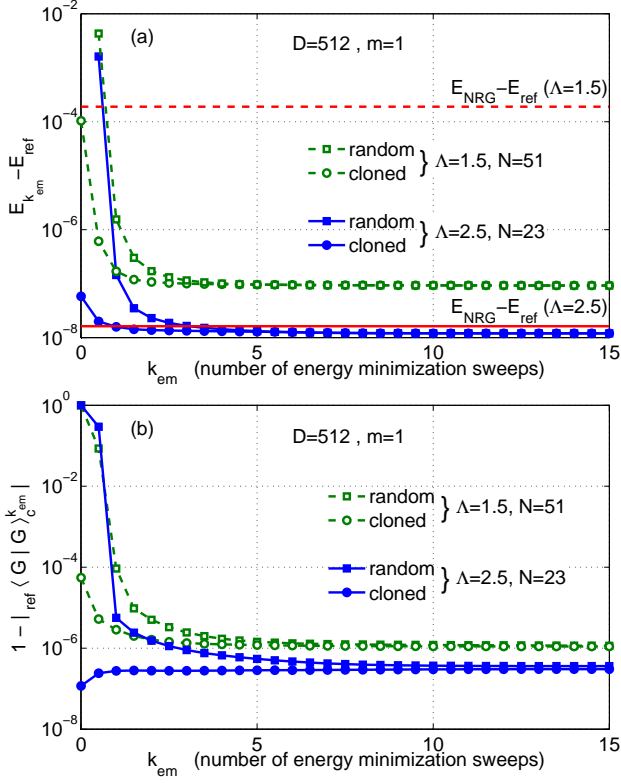 (a)
D=512 , m=1
E_NRG−E_ref (Λ=1.5)
random
cloned
} Λ=1.5, N=51
random
cloned
} Λ=2.5, N=23
E_NRG−E_ref (Λ=2.5)
10^−2
10^−4
10^−6
10^−8
E_k_em −E_ref
0 5 10 15
k_em (number of energy minimization sweeps)
(b)
D=512 , m=1
random
cloned
} Λ=1.5, N=51
random
cloned
} Λ=2.5, N=23
10^0
10^−2
10^−4
10^−6
10^−8
1 − |_ref ⟨ G | G ⟩_c^k_em |
0 5 10 15
k_em (number of energy minimization sweeps)